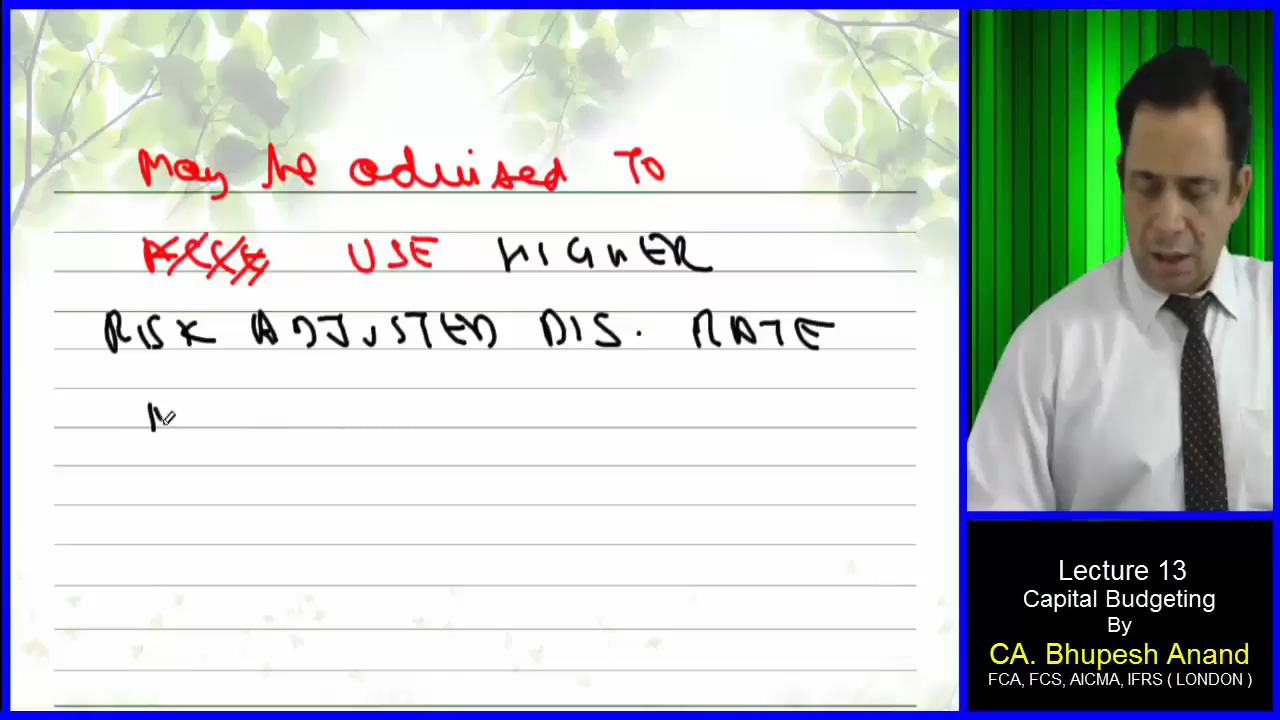 May be advised To
USE HIGHER
RISK ADJUSTED DIS. RATE
Lecture 13
Capital Budgeting
By
CA. Bhupesh Anand
FCA, FCS, AICMA, IFRS ( LONDON )